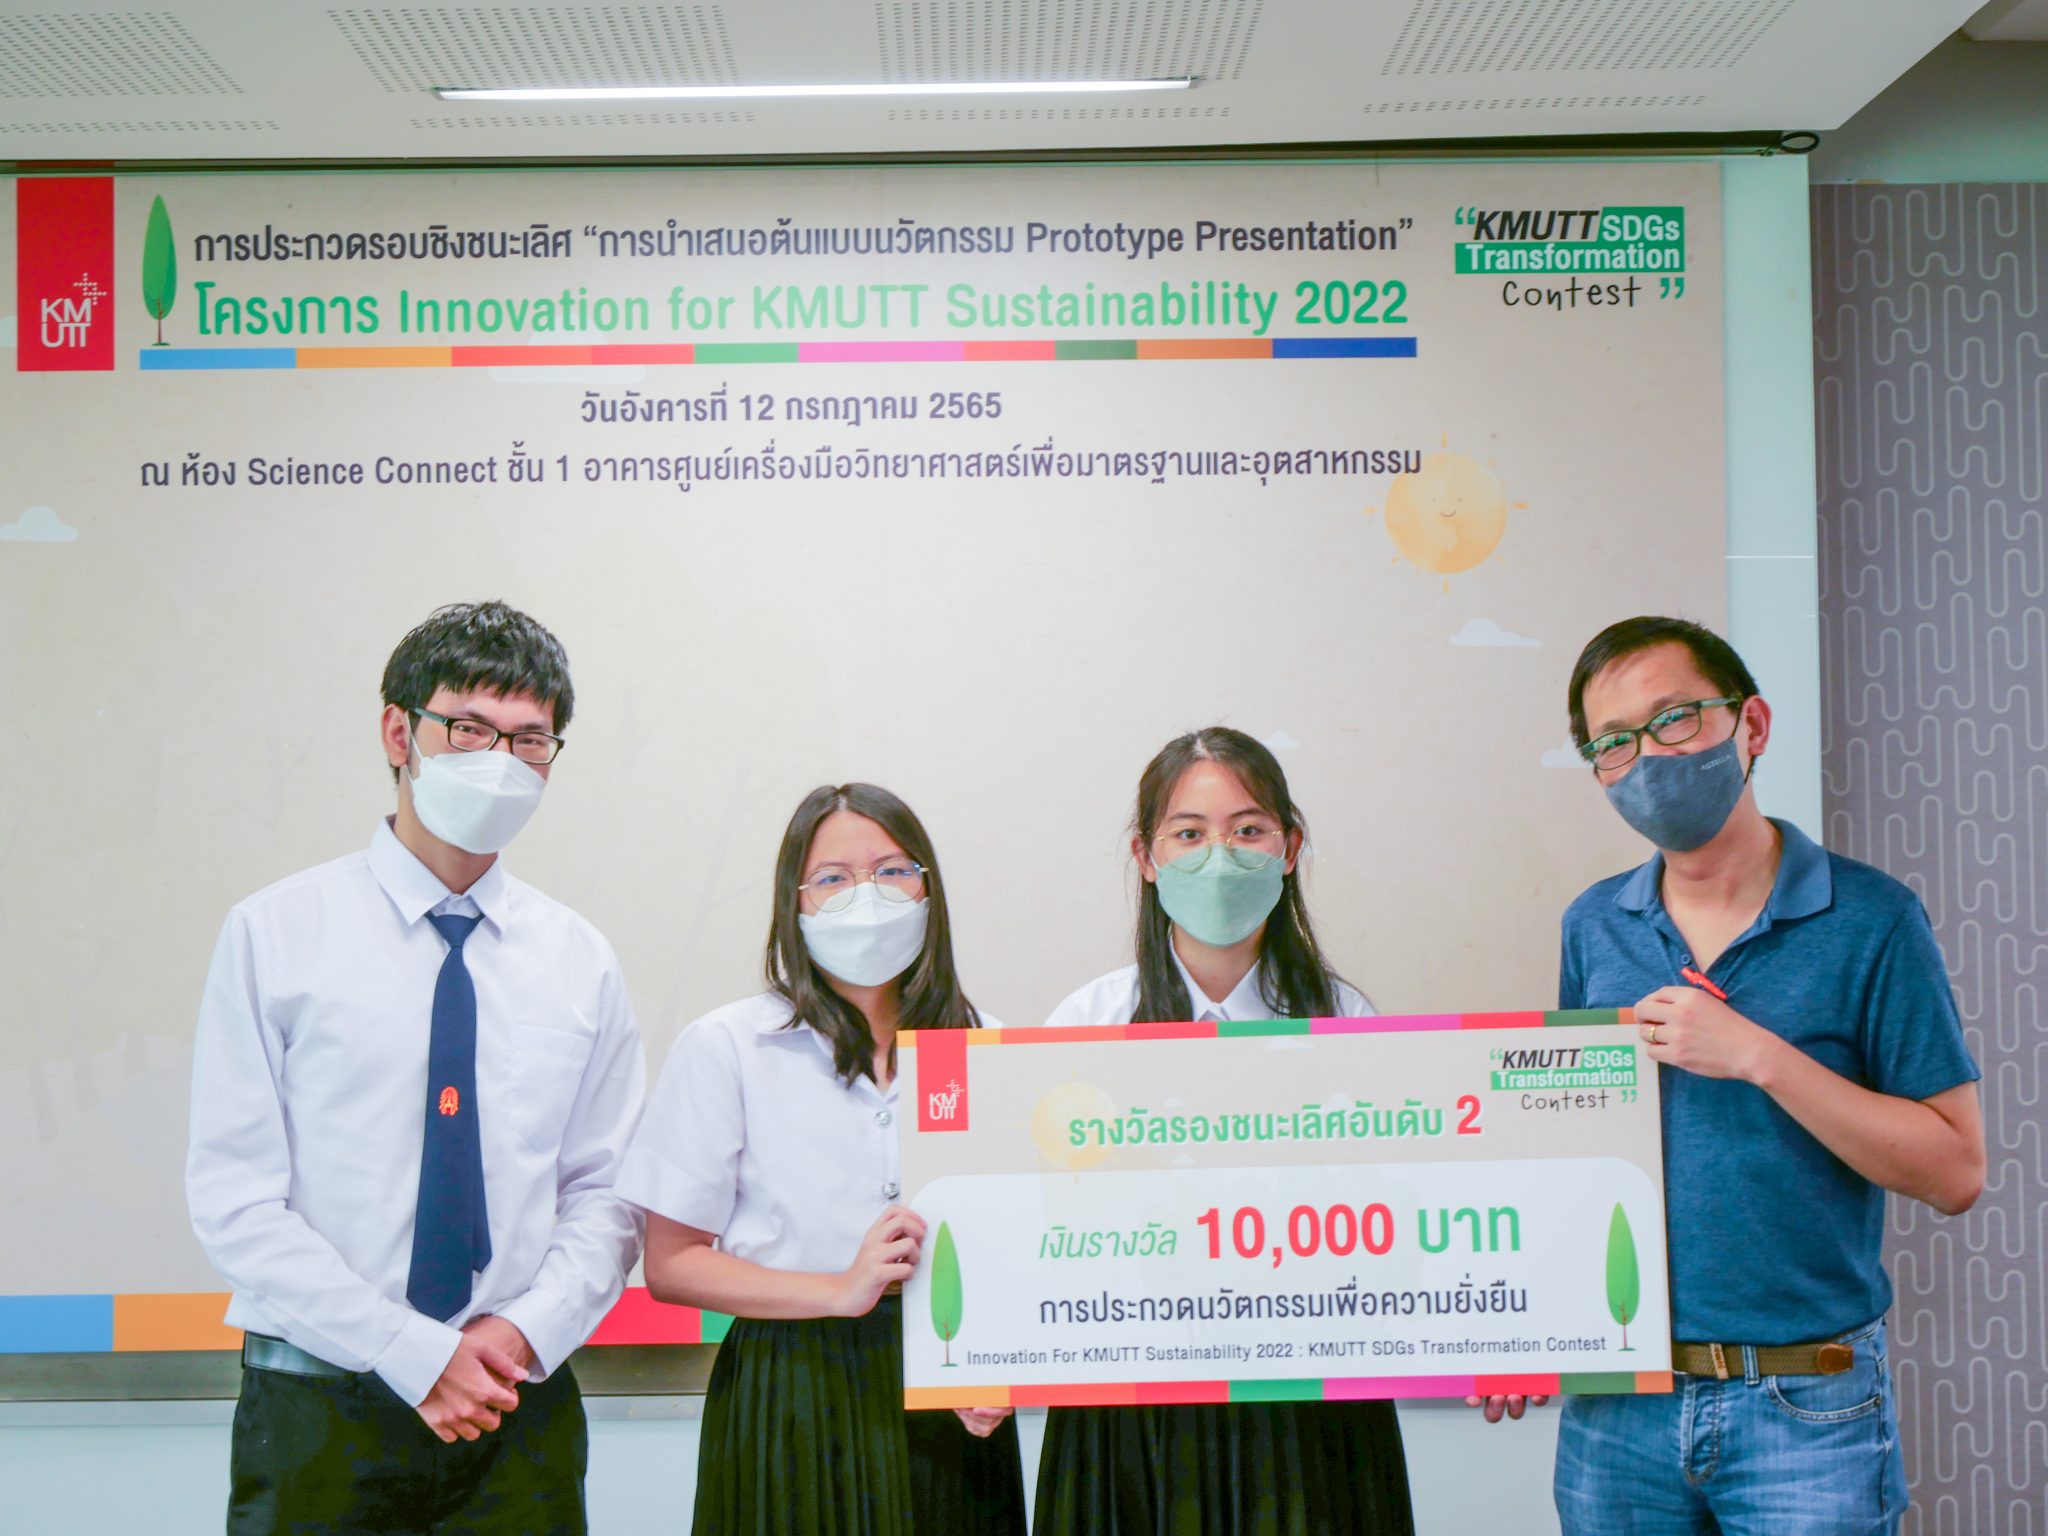 KM
UTT
การประกวดรอบชิงชนะเลิศ “การนำเสนอต้นแบบนวัตกรรม Prototype Presentation”
โครงการ Innovation for KMUTT Sustainability 2022
“KMUTT SDGs
Transformation
Contest ”
วันอังคารที่ 12 กรกฎาคม 2565
ณ ห้อง Science Connect ชั้น 1 อาคารศูนย์เครื่องมือวิทยาศาสตร์เพื่อมาตรฐานและอุตสาหกรรม
ASTELLA
KM
UTT
“KMUTT SDGs
Transformation
Contest ”
รางวัลรองชนะเลิศอันดับ 2
เงินรางวัล 10,000 บาท
การประกวดนวัตกรรมเพื่อความยั่งยืน
Innovation For KMUTT Sustainability 2022 : KMUTT SDGs Transformation Contest